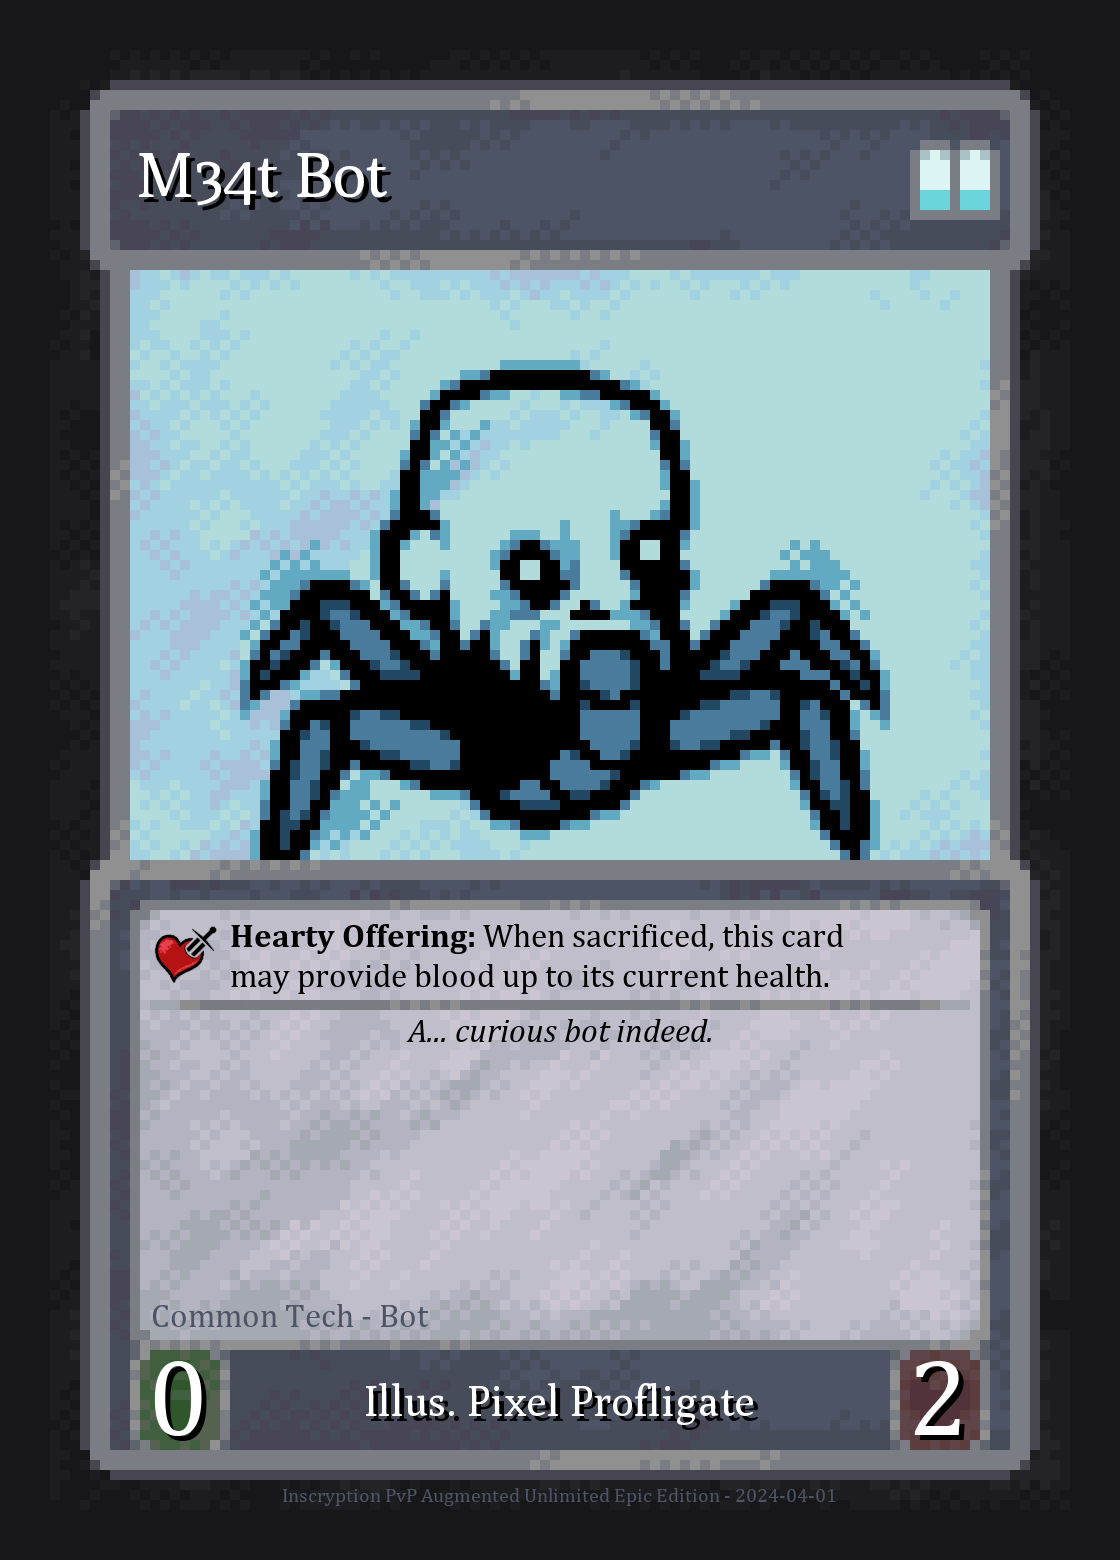 M34t Bot
Hearty Offering: When sacrificed, this card
may provide blood up to its current health.
A... curious bot indeed.
Common Tech - Bot
0
Illus. Pixel Profligate
2
Inscryption PvP Augmented Unlimited Epic Edition - 2024-04-01